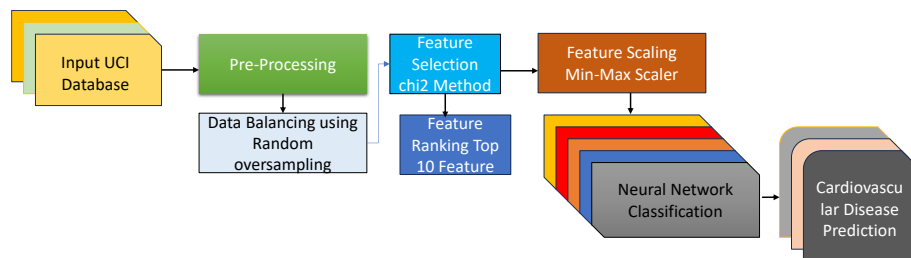 Input UCI
Database
Pre-Processing
Data Balancing using
Random
oversampling
Feature
Selection
chi2 Method
Feature
Ranking Top
10 Feature
Feature Scaling
Min-Max Scaler
Neural Network
Classification
Cardiovascu
lar Disease
Prediction